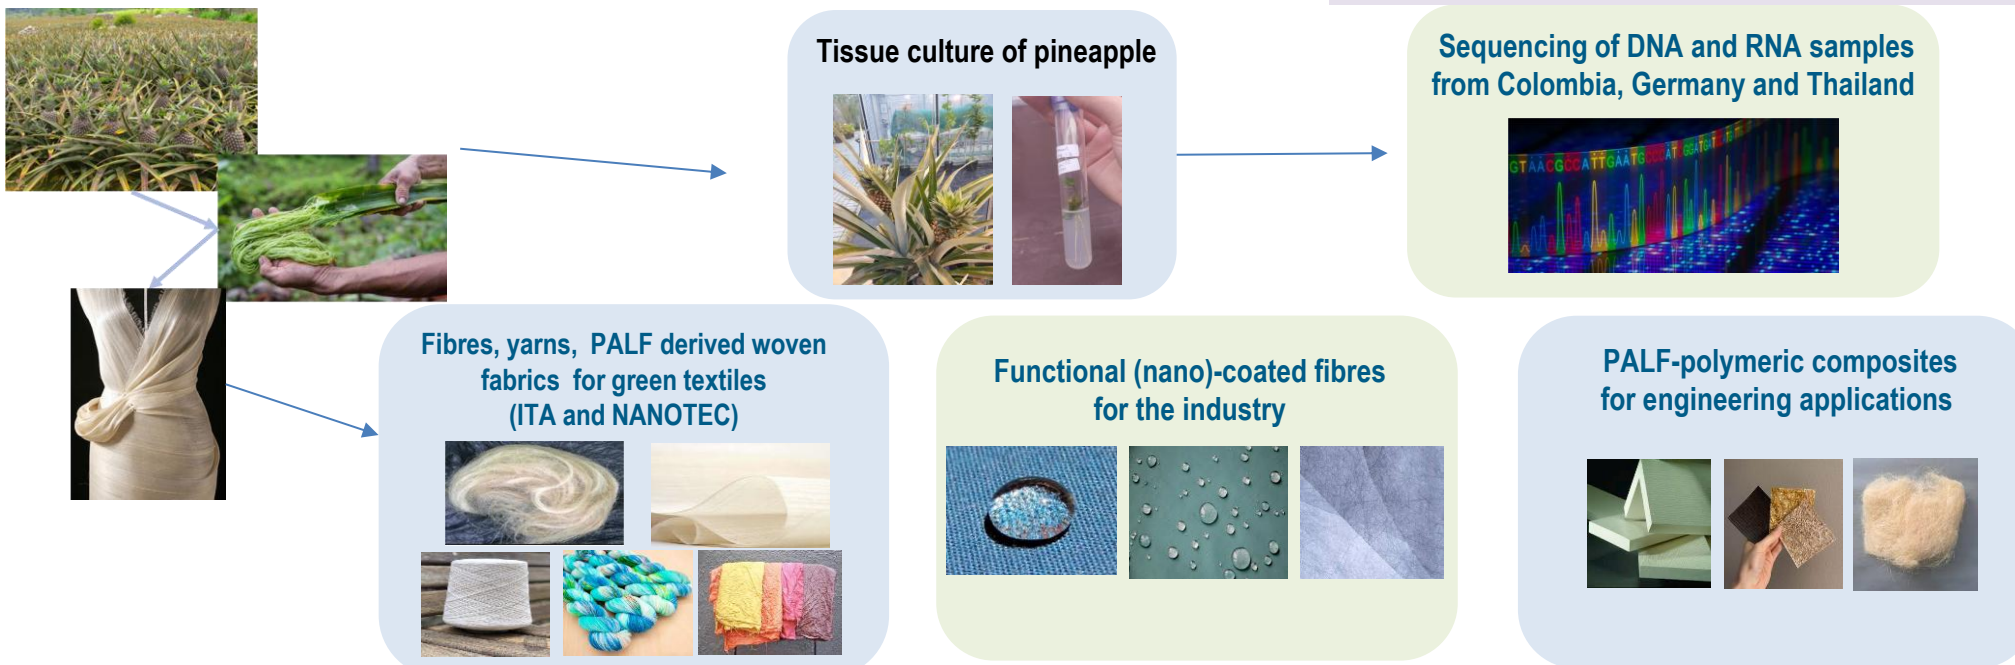 Tissue culture of pineapple
Sequencing of DNA and RNA samples
from Colombia, Germany and Thailand
GTAACGCCATTGAATG
Fibres, yarns, PALF derived woven
fabrics for green textiles
(ITA and NANOTEC)
Functional (nano)-coated fibres
for the industry
PALF-polymeric composites
for engineering applications